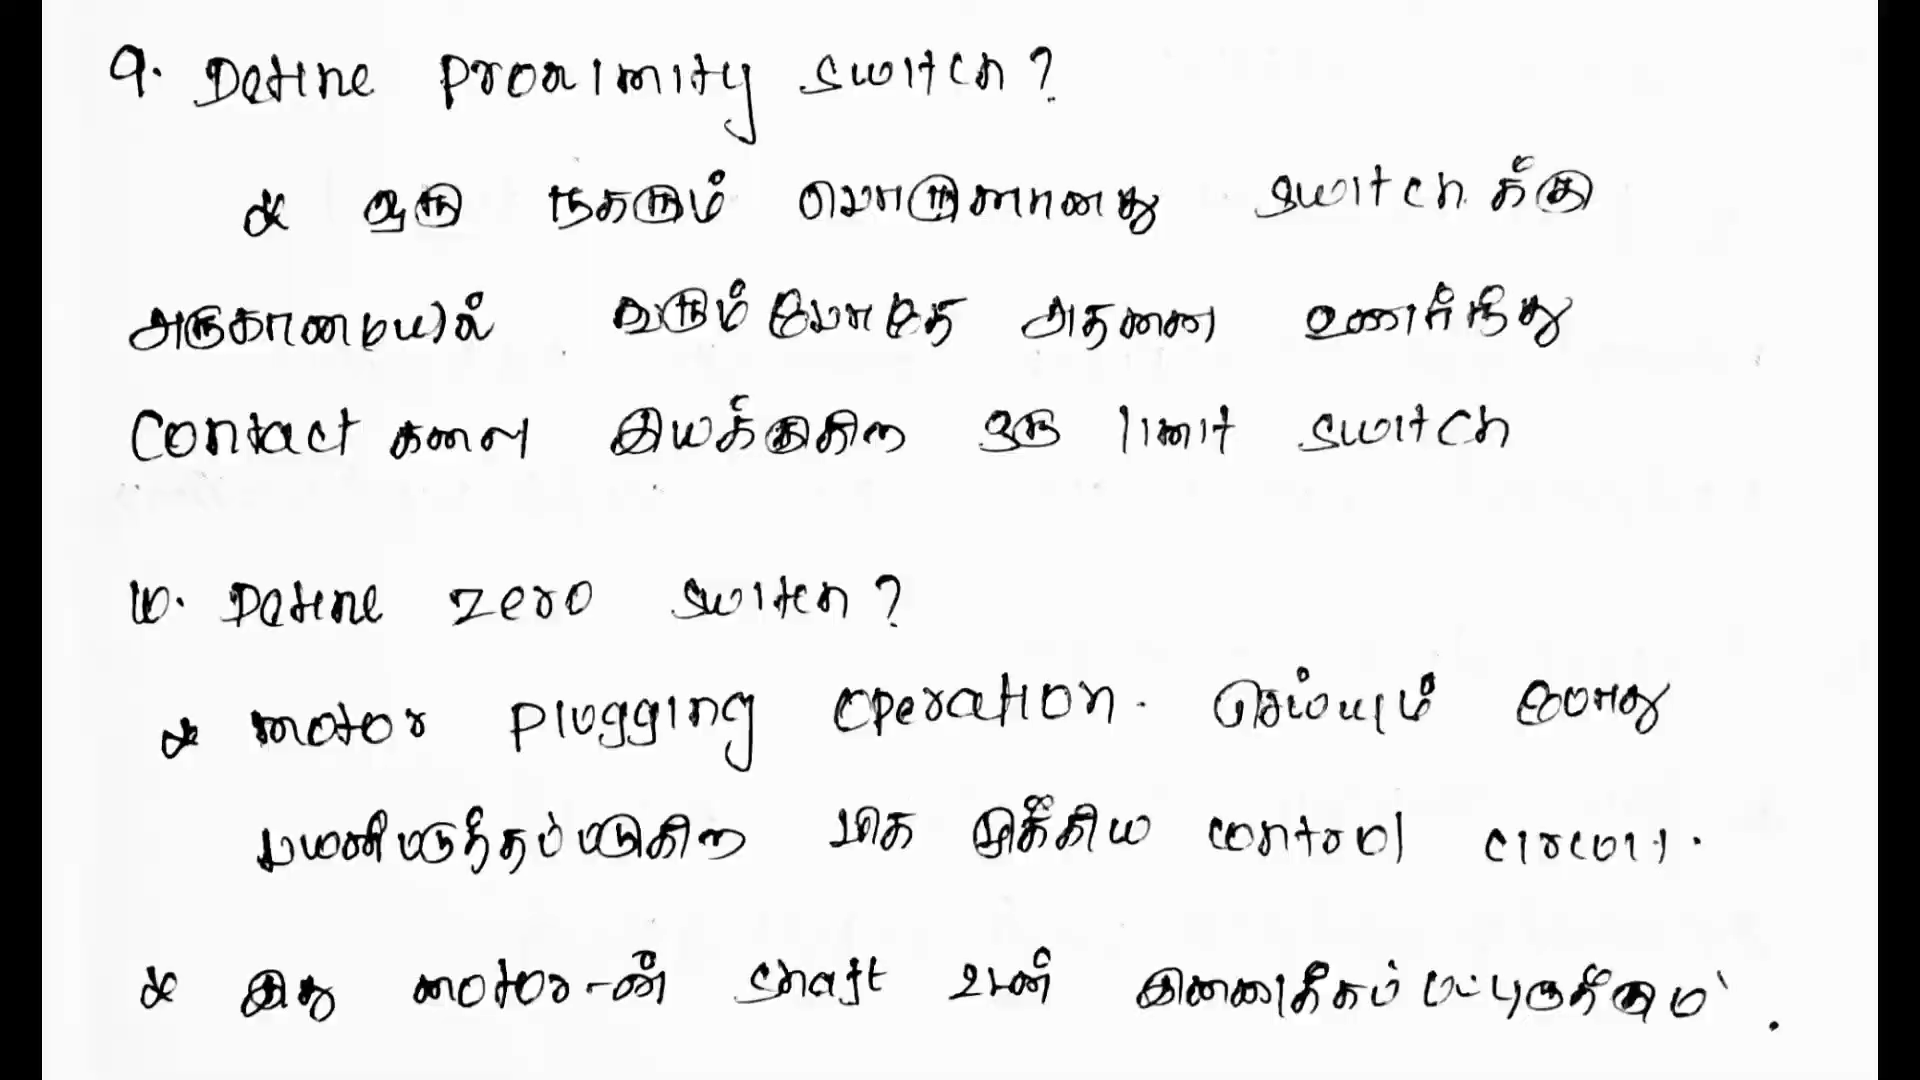 9. Define Proximity switch?
* ஒரு நகரும் பொருளானது switch க்கு
அருகாமையில் வரும்போது அதனை உணர்ந்து
Contact களை இயக்குகிற ஒரு limit switch
10. Define zero switch?
* motor plugging operation. செய்யும் போது
பயன்படுத்தப்படுகிற மிக முக்கிய control circuit.
* இது motor-ன் shaft உடன் இணைக்கப்பட்டிருக்கும்.